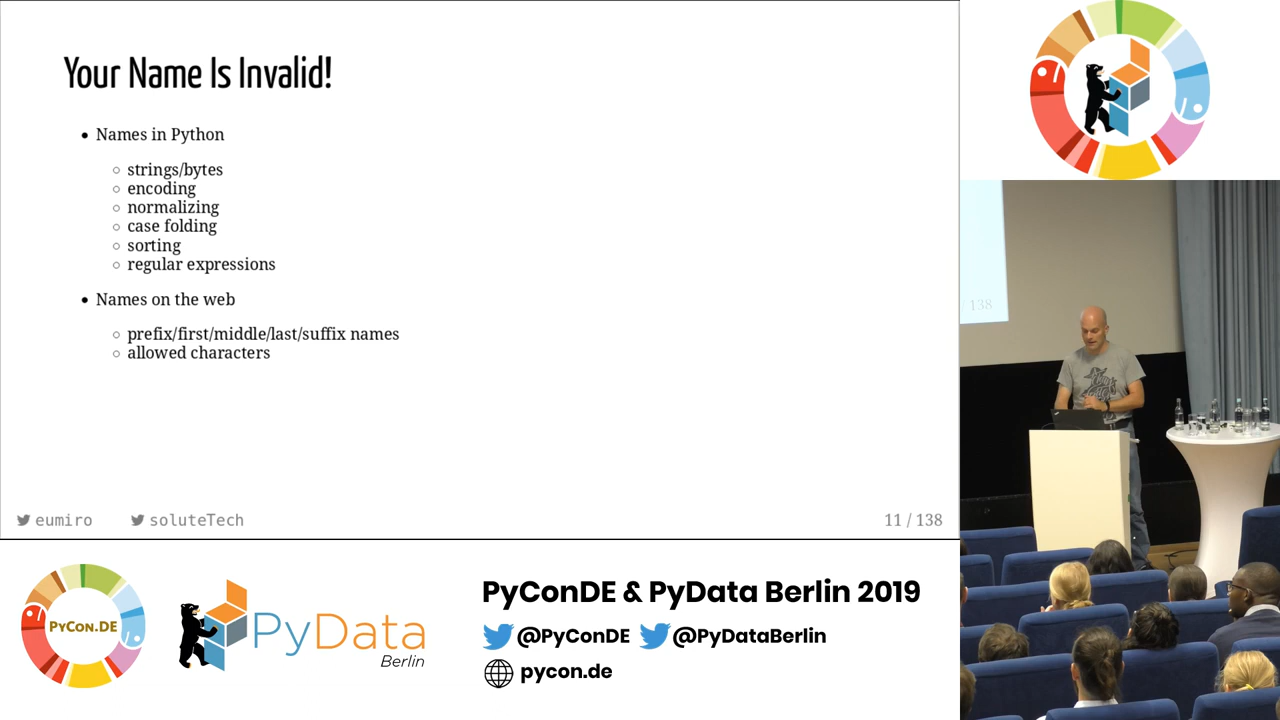 Your Name Is Invalid!
Names in Python
strings/bytes
encoding
normalizing
case folding
sorting
regular expressions
Names on the web
prefix/first/middle/last/suffix names
allowed characters
eumiro
soluteTech
11 / 138
/ 138
PyCon.DE
PyData
Berlin
PyConDE & PyData Berlin 2019
@PyConDE
@PyDataBerlin
pycon.de